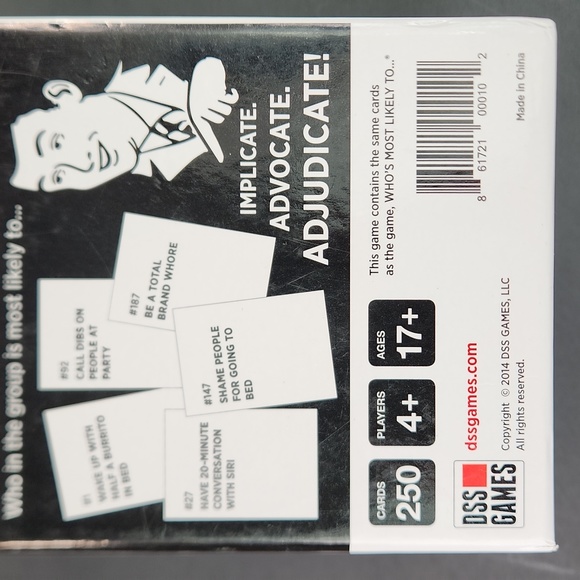 Who in the group is most likely to...
IMPLICATE.
ADVOCATE.
ADJUDICATE!
#187
BE A TOTAL
BRAND WHORE
#92
CALL DIBS ON
PEOPLE AT
PARTY
#147
SHAME PEOPLE
FOR GOING TO
BED
#1
WAKE UP WITH
HALF A BURRITO
IN BED
#27
HAVE 20-MINUTE
CONVERSATION
WITH SIRI
CARDS
250
PLAYERS
4+
AGES
17+
This game contains the same cards
as the game, WHO'S MOST LIKELY TO...®
8 61721 00010 2
Made in China
DSS
GAMES
dssgames.com
Copyright © 2014 DSS GAMES, LLC
All rights reserved.